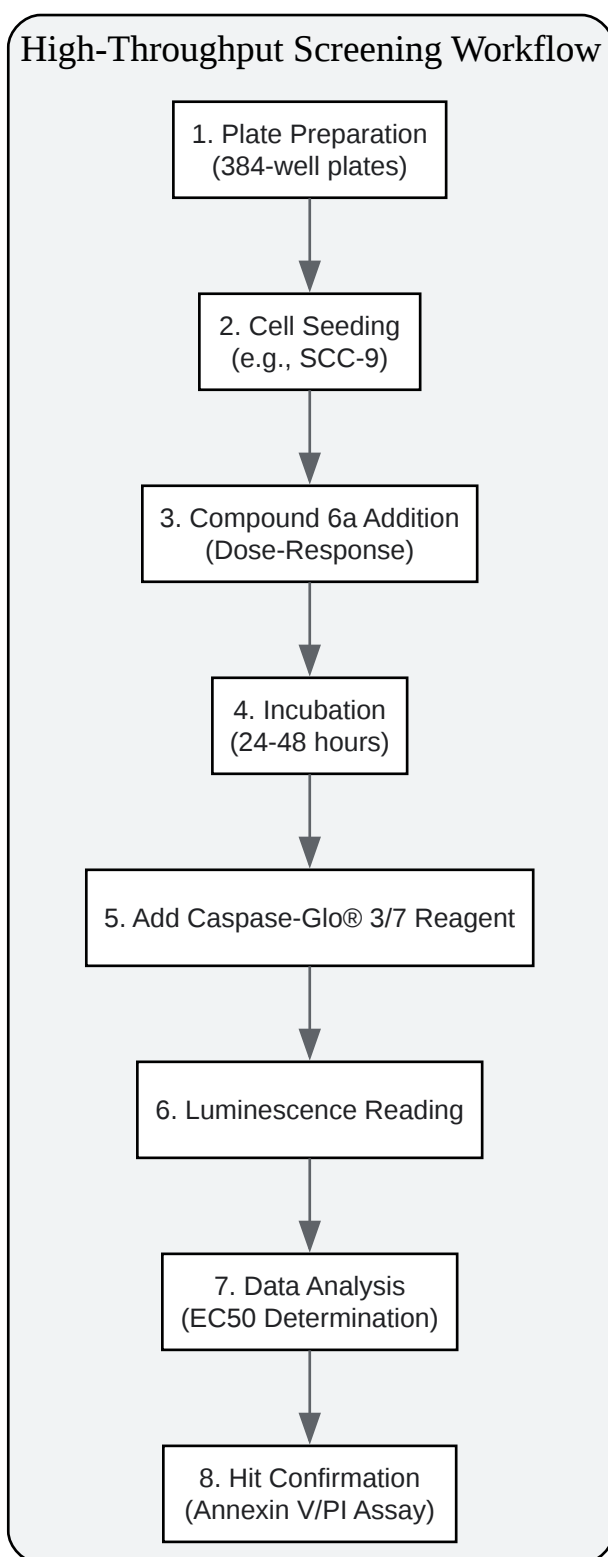 High-Throughput Screening Workflow
1. Plate Preparation
(384-well plates)
2. Cell Seeding
(e.g., SCC-9)
3. Compound 6a Addition
(Dose-Response)
4. Incubation
(24-48 hours)
5. Add Caspase-Glo® 3/7 Reagent
6. Luminescence Reading
7. Data Analysis
(EC50 Determination)
8. Hit Confirmation
(Annexin V/PI Assay)